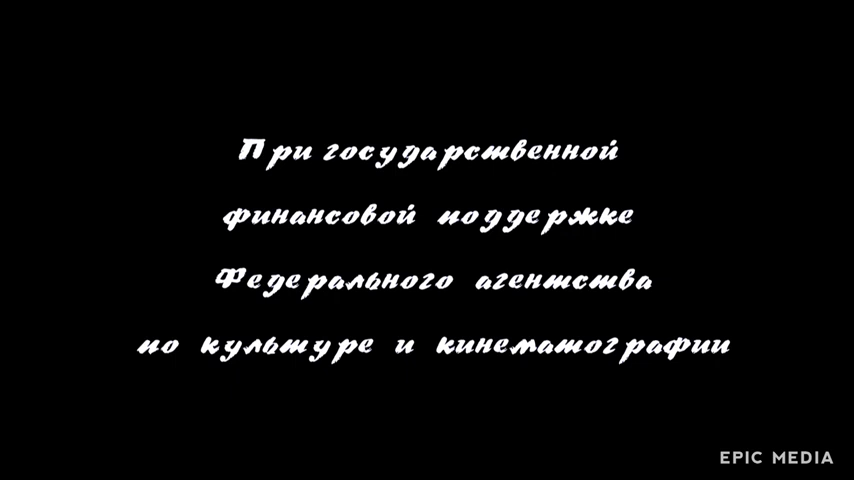 При государственной
финансовой поддержке
Федерального агентства
по культуре и кинематографии
EPIC MEDIA